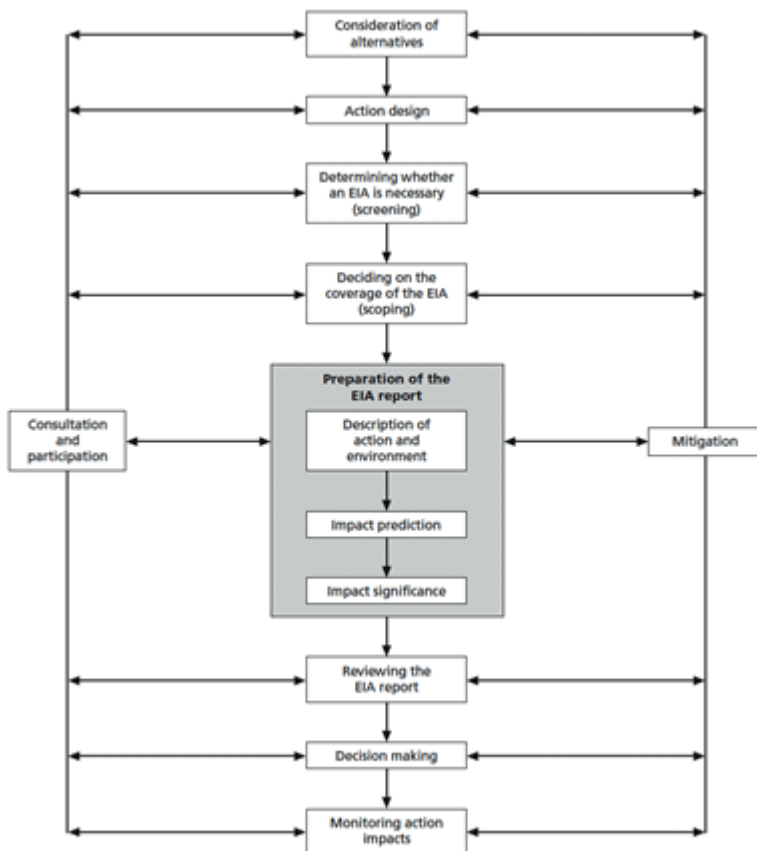 Consideration of
alternatives
Action design
Determining whether
an EIA is necessary
(screening)
Deciding on the
coverage of the EIA
(scoping)
Preparation of the
EIA report
Consultation
and
participation
Description of
action and
environment
Mitigation
Impact prediction
Impact significance
Reviewing the
EIA report
Decision making
Monitoring action
impacts